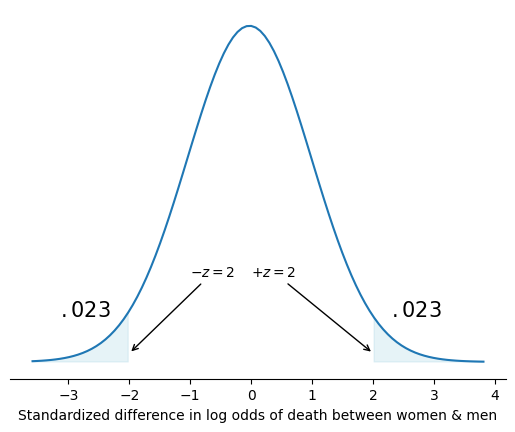 −z = 2 +z = 2
.023 .023
−3 −2 −1 0 1 2 3 4
Standardized difference in log odds of death between women & men